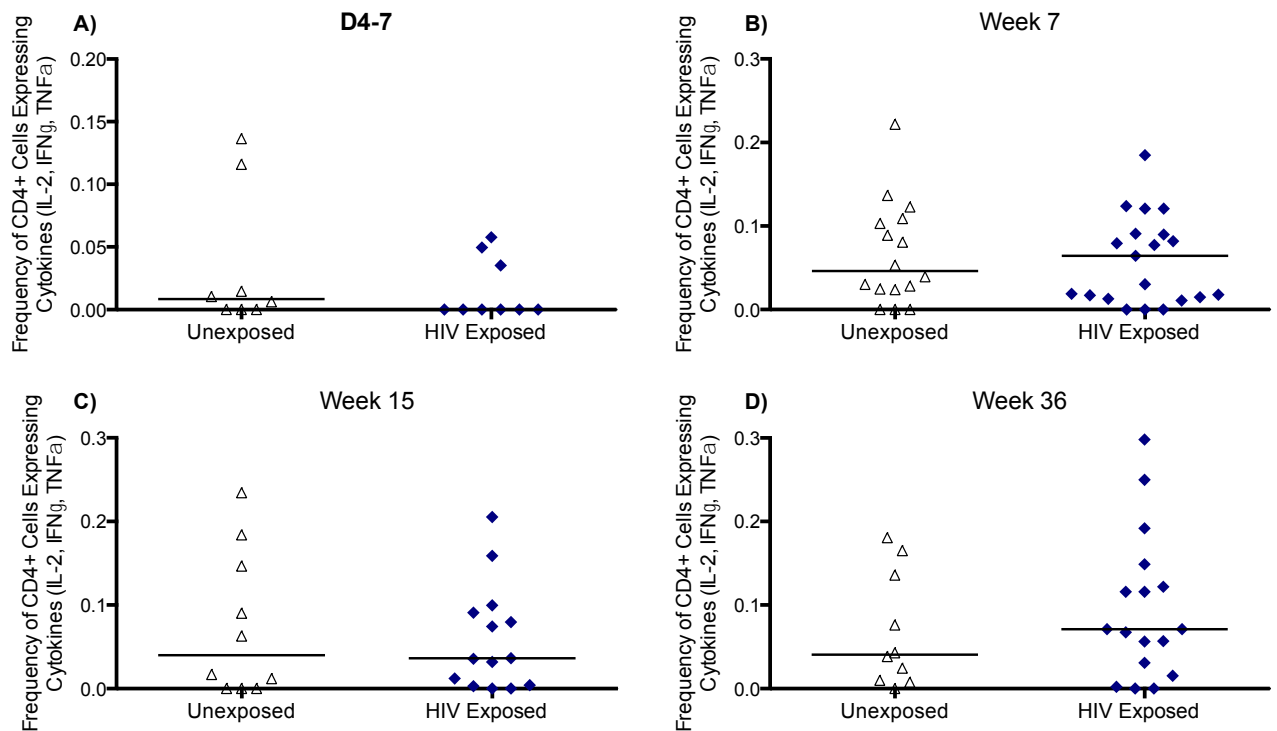 A)
D4-7
Frequency of CD4+ Cells Expressing
Cytokines (IL-2, IFNg, TNFa)
0.20
0.15
0.10
0.05
0.00
Unexposed
HIV Exposed
B)
Week 7
Frequency of CD4+ Cells Expressing
Cytokines (IL-2, IFNg, TNFa)
0.3
0.2
0.1
0.0
Unexposed
HIV Exposed
C)
Week 15
Frequency of CD4+ Cells Expressing
Cytokines (IL-2, IFNg, TNFa)
0.3
0.2
0.1
0.0
Unexposed
HIV Exposed
D)
Week 36
Frequency of CD4+ Cells Expressing
Cytokines (IL-2, IFNg, TNFa)
0.3
0.2
0.1
0.0
Unexposed
HIV Exposed